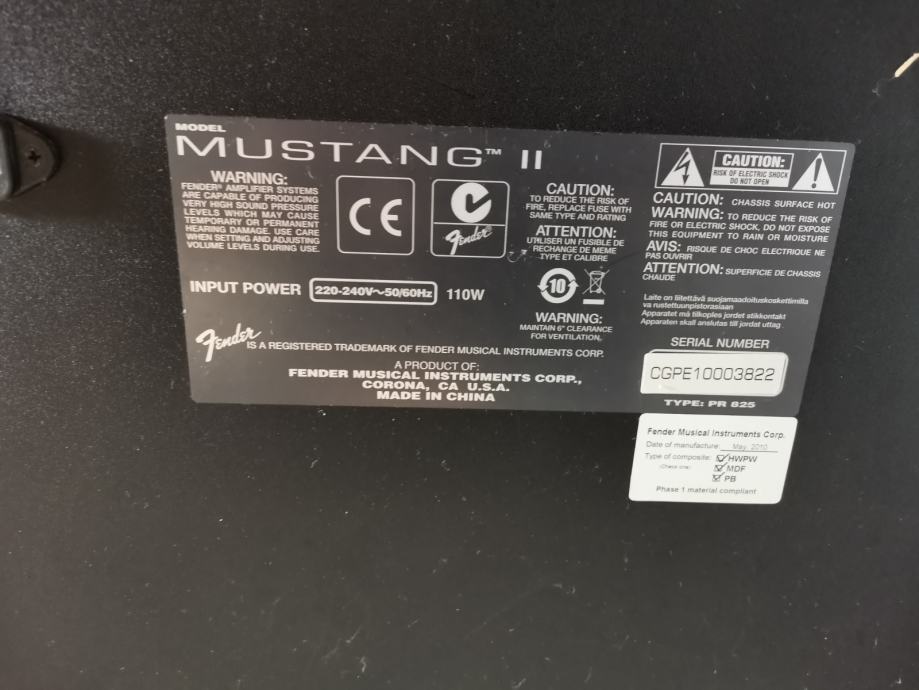 MODEL
MUSTANG™ II
WARNING:
FENDER® AMPLIFIER SYSTEMS
ARE CAPABLE OF PRODUCING
VERY HIGH SOUND PRESSURE
LEVELS WHICH MAY CAUSE
TEMPORARY OR PERMANENT
HEARING DAMAGE. USE CARE
WHEN SETTING AND ADJUSTING
VOLUME LEVELS DURING USE.
CE
Fender
CAUTION:
TO REDUCE THE RISK OF
FIRE, REPLACE FUSE WITH
SAME TYPE AND RATING
ATTENTION:
UTILISER UN FUSIBLE DE
RECHANGE DE MEME
TYPE ET CALIBRE
10
WARNING:
MAINTAIN 6" CLEARANCE
FOR VENTILATION.
CAUTION:
RISK OF ELECTRIC SHOCK
DO NOT OPEN
CAUTION: CHASSIS SURFACE HOT
WARNING: TO REDUCE THE RISK OF
FIRE OR ELECTRIC SHOCK, DO NOT EXPOSE
THIS EQUIPMENT TO RAIN OR MOISTURE
AVIS: RISQUE DE CHOC ELECTRIQUE NE
PAS OUVRIR
ATTENTION: SUPERFICIE DE CHASSIS
CHAUDE
Laite on liitettävä suojamaadoituskoskettimilla
va rustettuunpistorasiaan
Apparatet må tilkoples jordet stikkontakt
Apparaten skall anslutas till jordat uttag
INPUT POWER 220-240V~50/60Hz 110W
Fender IS A REGISTERED TRADEMARK OF FENDER MUSICAL INSTRUMENTS CORP.
A PRODUCT OF:
FENDER MUSICAL INSTRUMENTS CORP.,
CORONA, CA U.S.A.
MADE IN CHINA
SERIAL NUMBER
CGPE10003822
TYPE: PR 825
Fender Musical Instruments Corp.
Date of manufacture: May, 2010
Type of composite: ☑HWPW
(Check one) ☑MDF
☑PB
Phase 1 material compliant